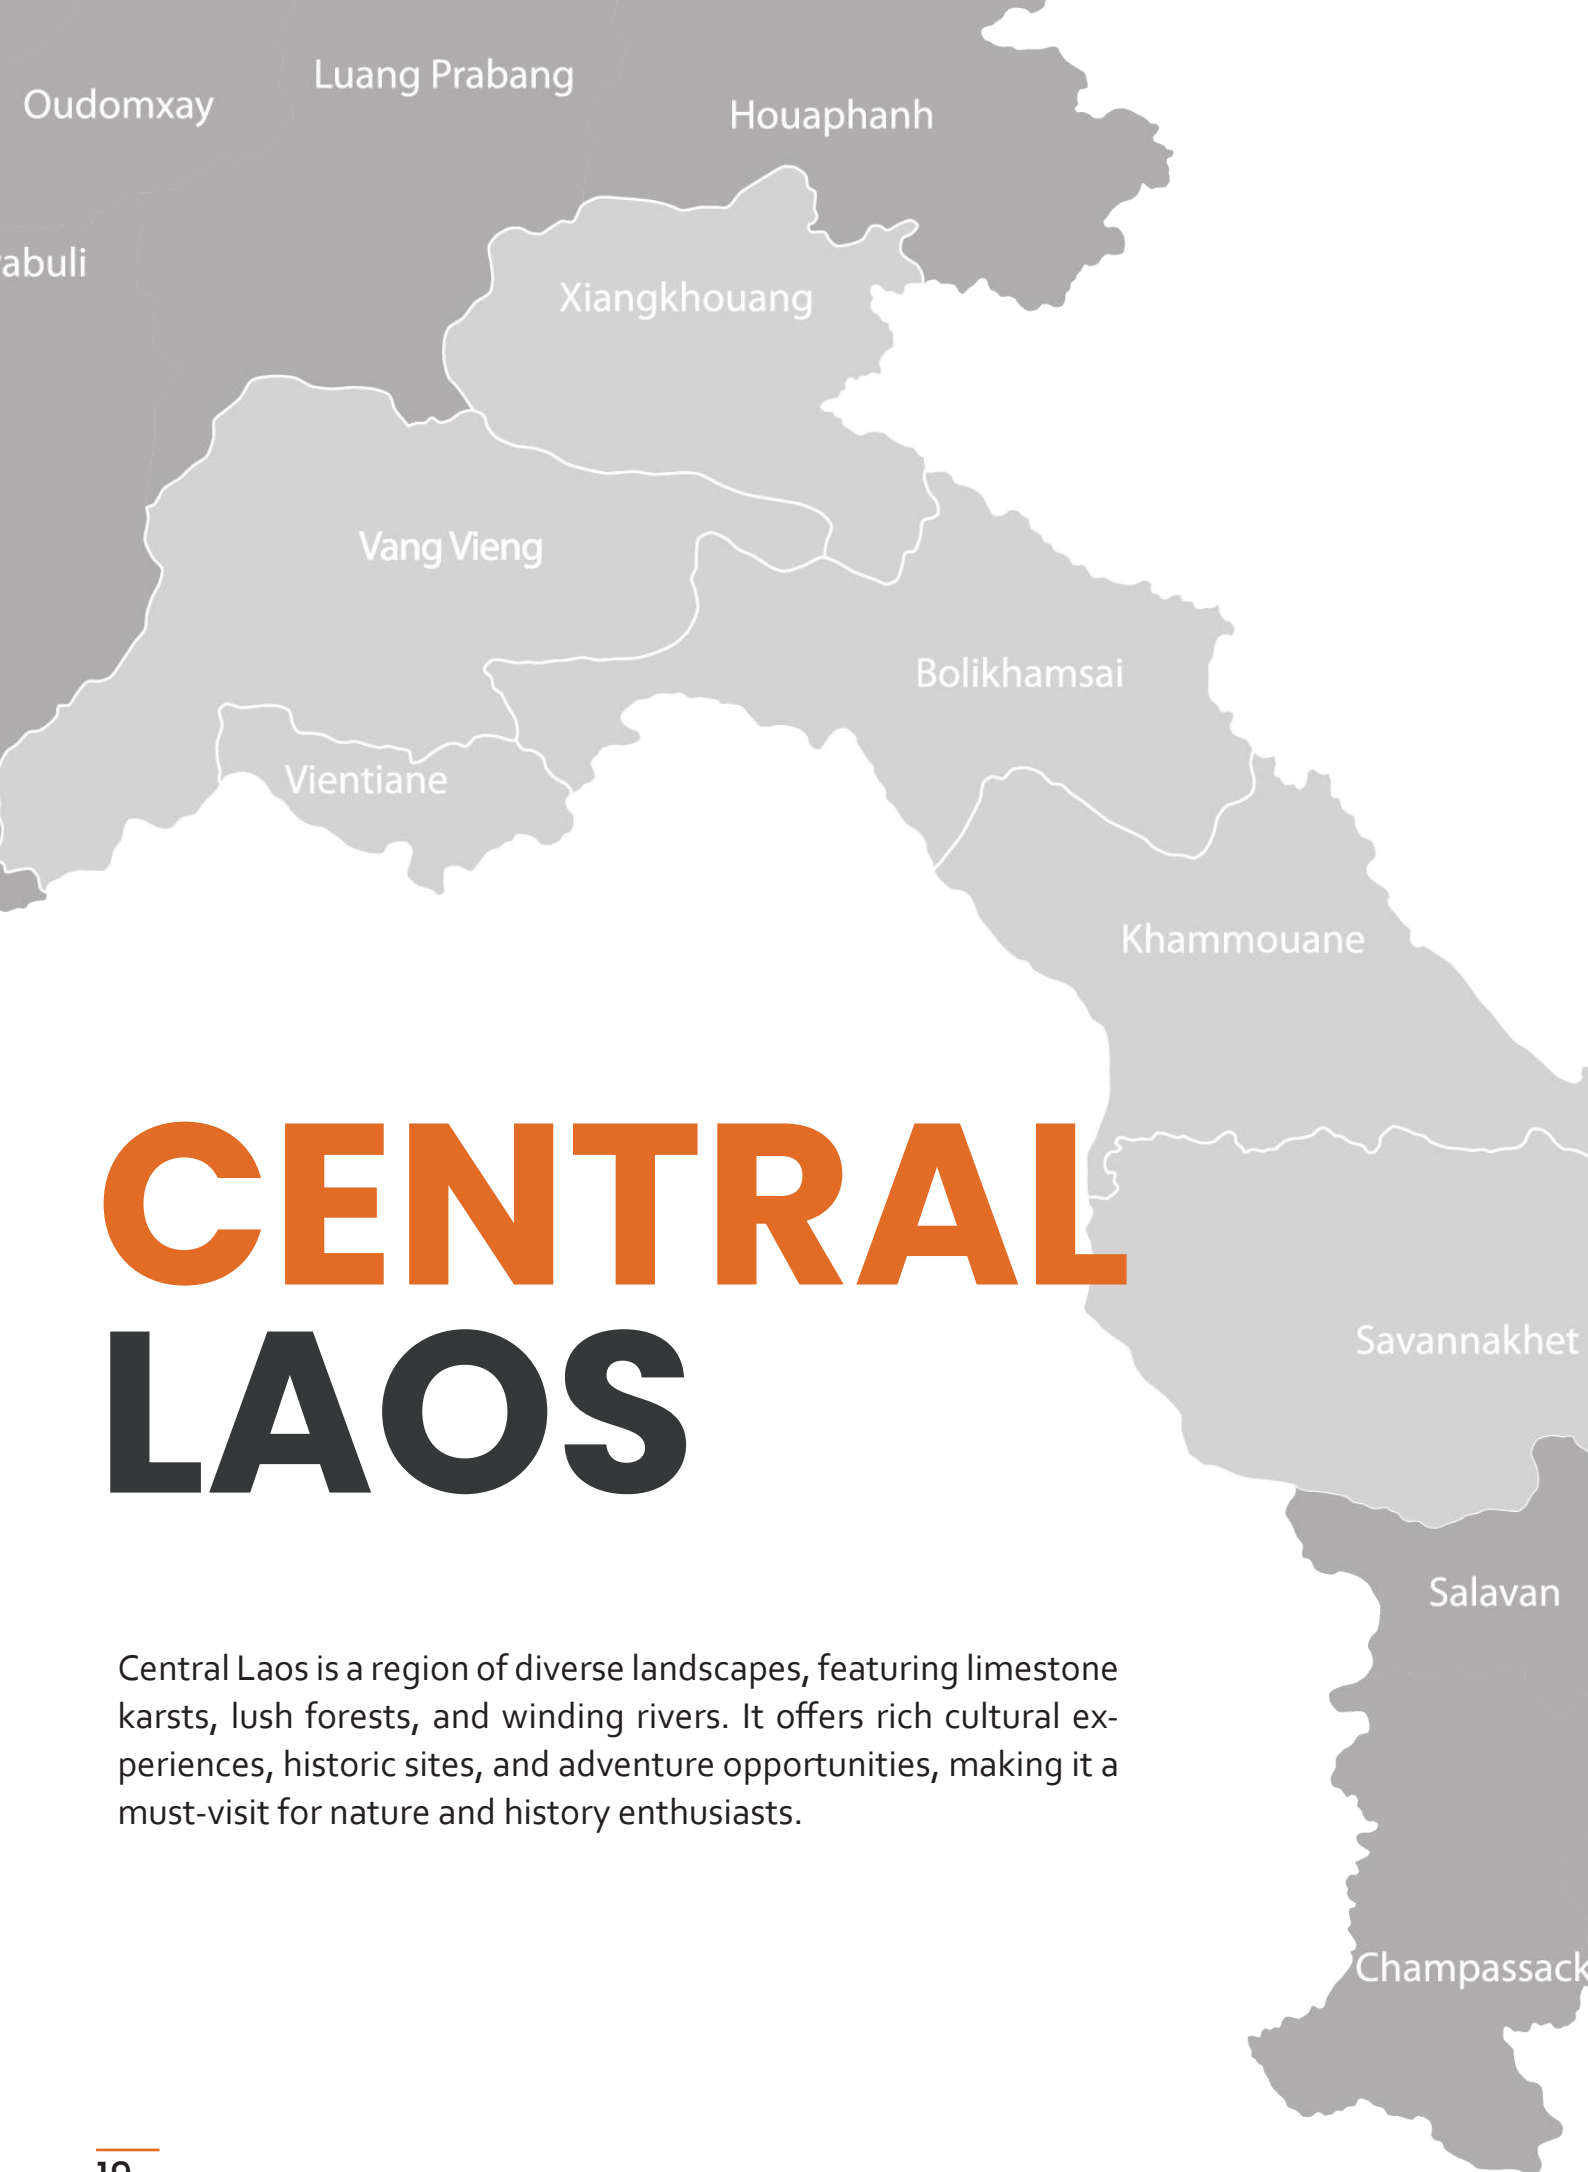 Luang Prabang
Oudomxay
Houaphanh
abuli
Xiangkhouang
Vang Vieng
Bolikhamsai
Vientiane
Khammouane
CENTRAL
LAOS
Savannakhet
Salavan
Central Laos is a region of diverse landscapes, featuring limestone
karsts, lush forests, and winding rivers. It offers rich cultural ex-
periences, historic sites, and adventure opportunities, making it a
must-visit for nature and history enthusiasts.
Champassack